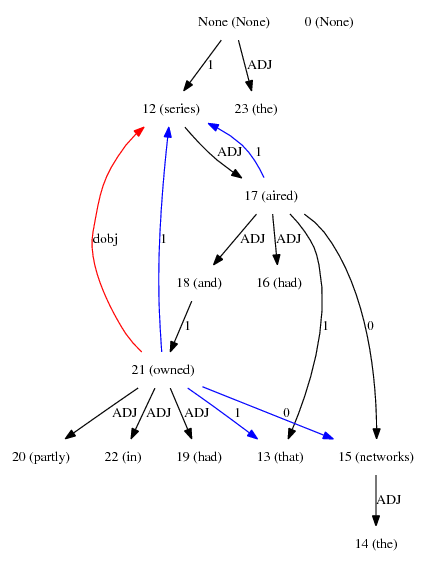 None (None) 0 (None)
1 ADJ
12 (series) 23 (the)
ADJ 1
17 (aired)
dobj 1 ADJ ADJ
18 (and) 16 (had)
1 1 0
21 (owned)
ADJ ADJ ADJ 1 0
20 (partly) 22 (in) 19 (had) 13 (that) 15 (networks)
ADJ
14 (the)